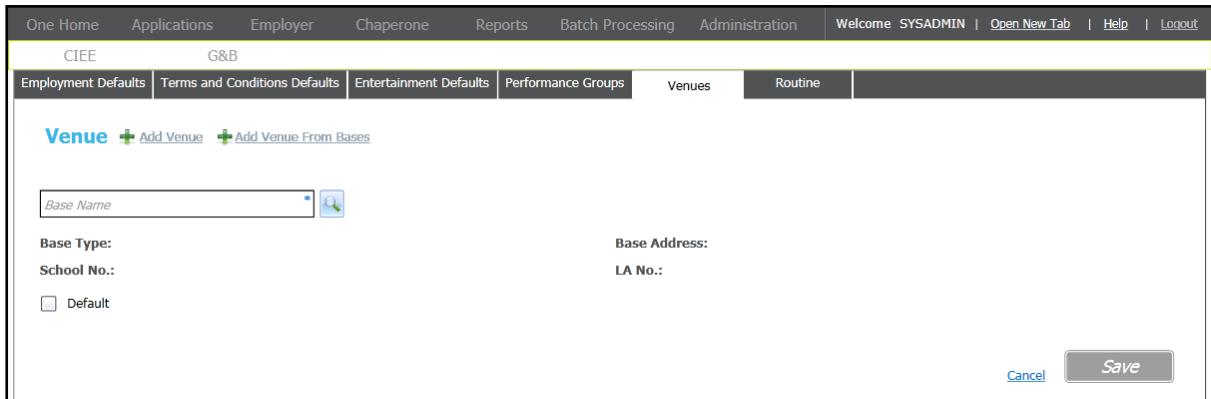 One Home Applications Employer Chaperone Reports Batch Processing Administration Welcome SYSADMIN | Open New Tab | Help | Logout
CIEE G&B
Employment Defaults Terms and Conditions Defaults Entertainment Defaults Performance Groups Venues Routine
Venue Add Venue Add Venue From Bases
Base Name *
Base Type: Base Address:
School No.: LA No.:
Default
Cancel Save